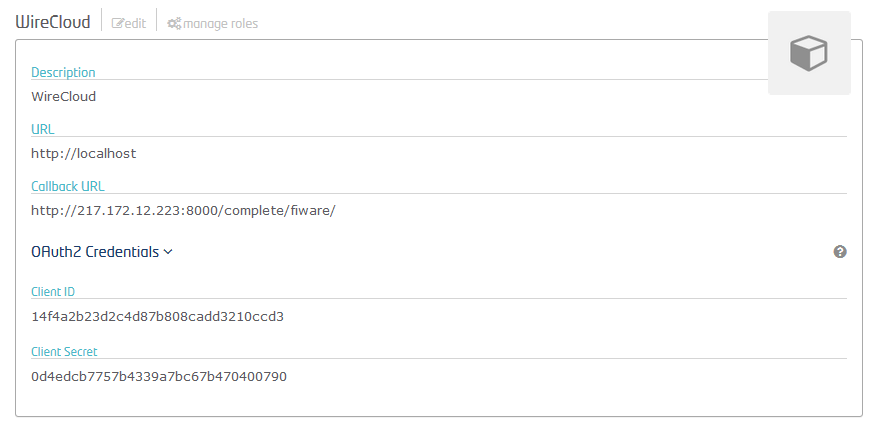 WireCloud edit manage roles
Description
WireCloud
URL
http://localhost
Callback URL
http://217.172.12.223:8000/complete/fiware/
OAuth2 Credentials
Client ID
14f4a2b23d2c4d87b808cadd3210ccd3
Client Secret
0d4edcb7757b4339a7bc67b470400790